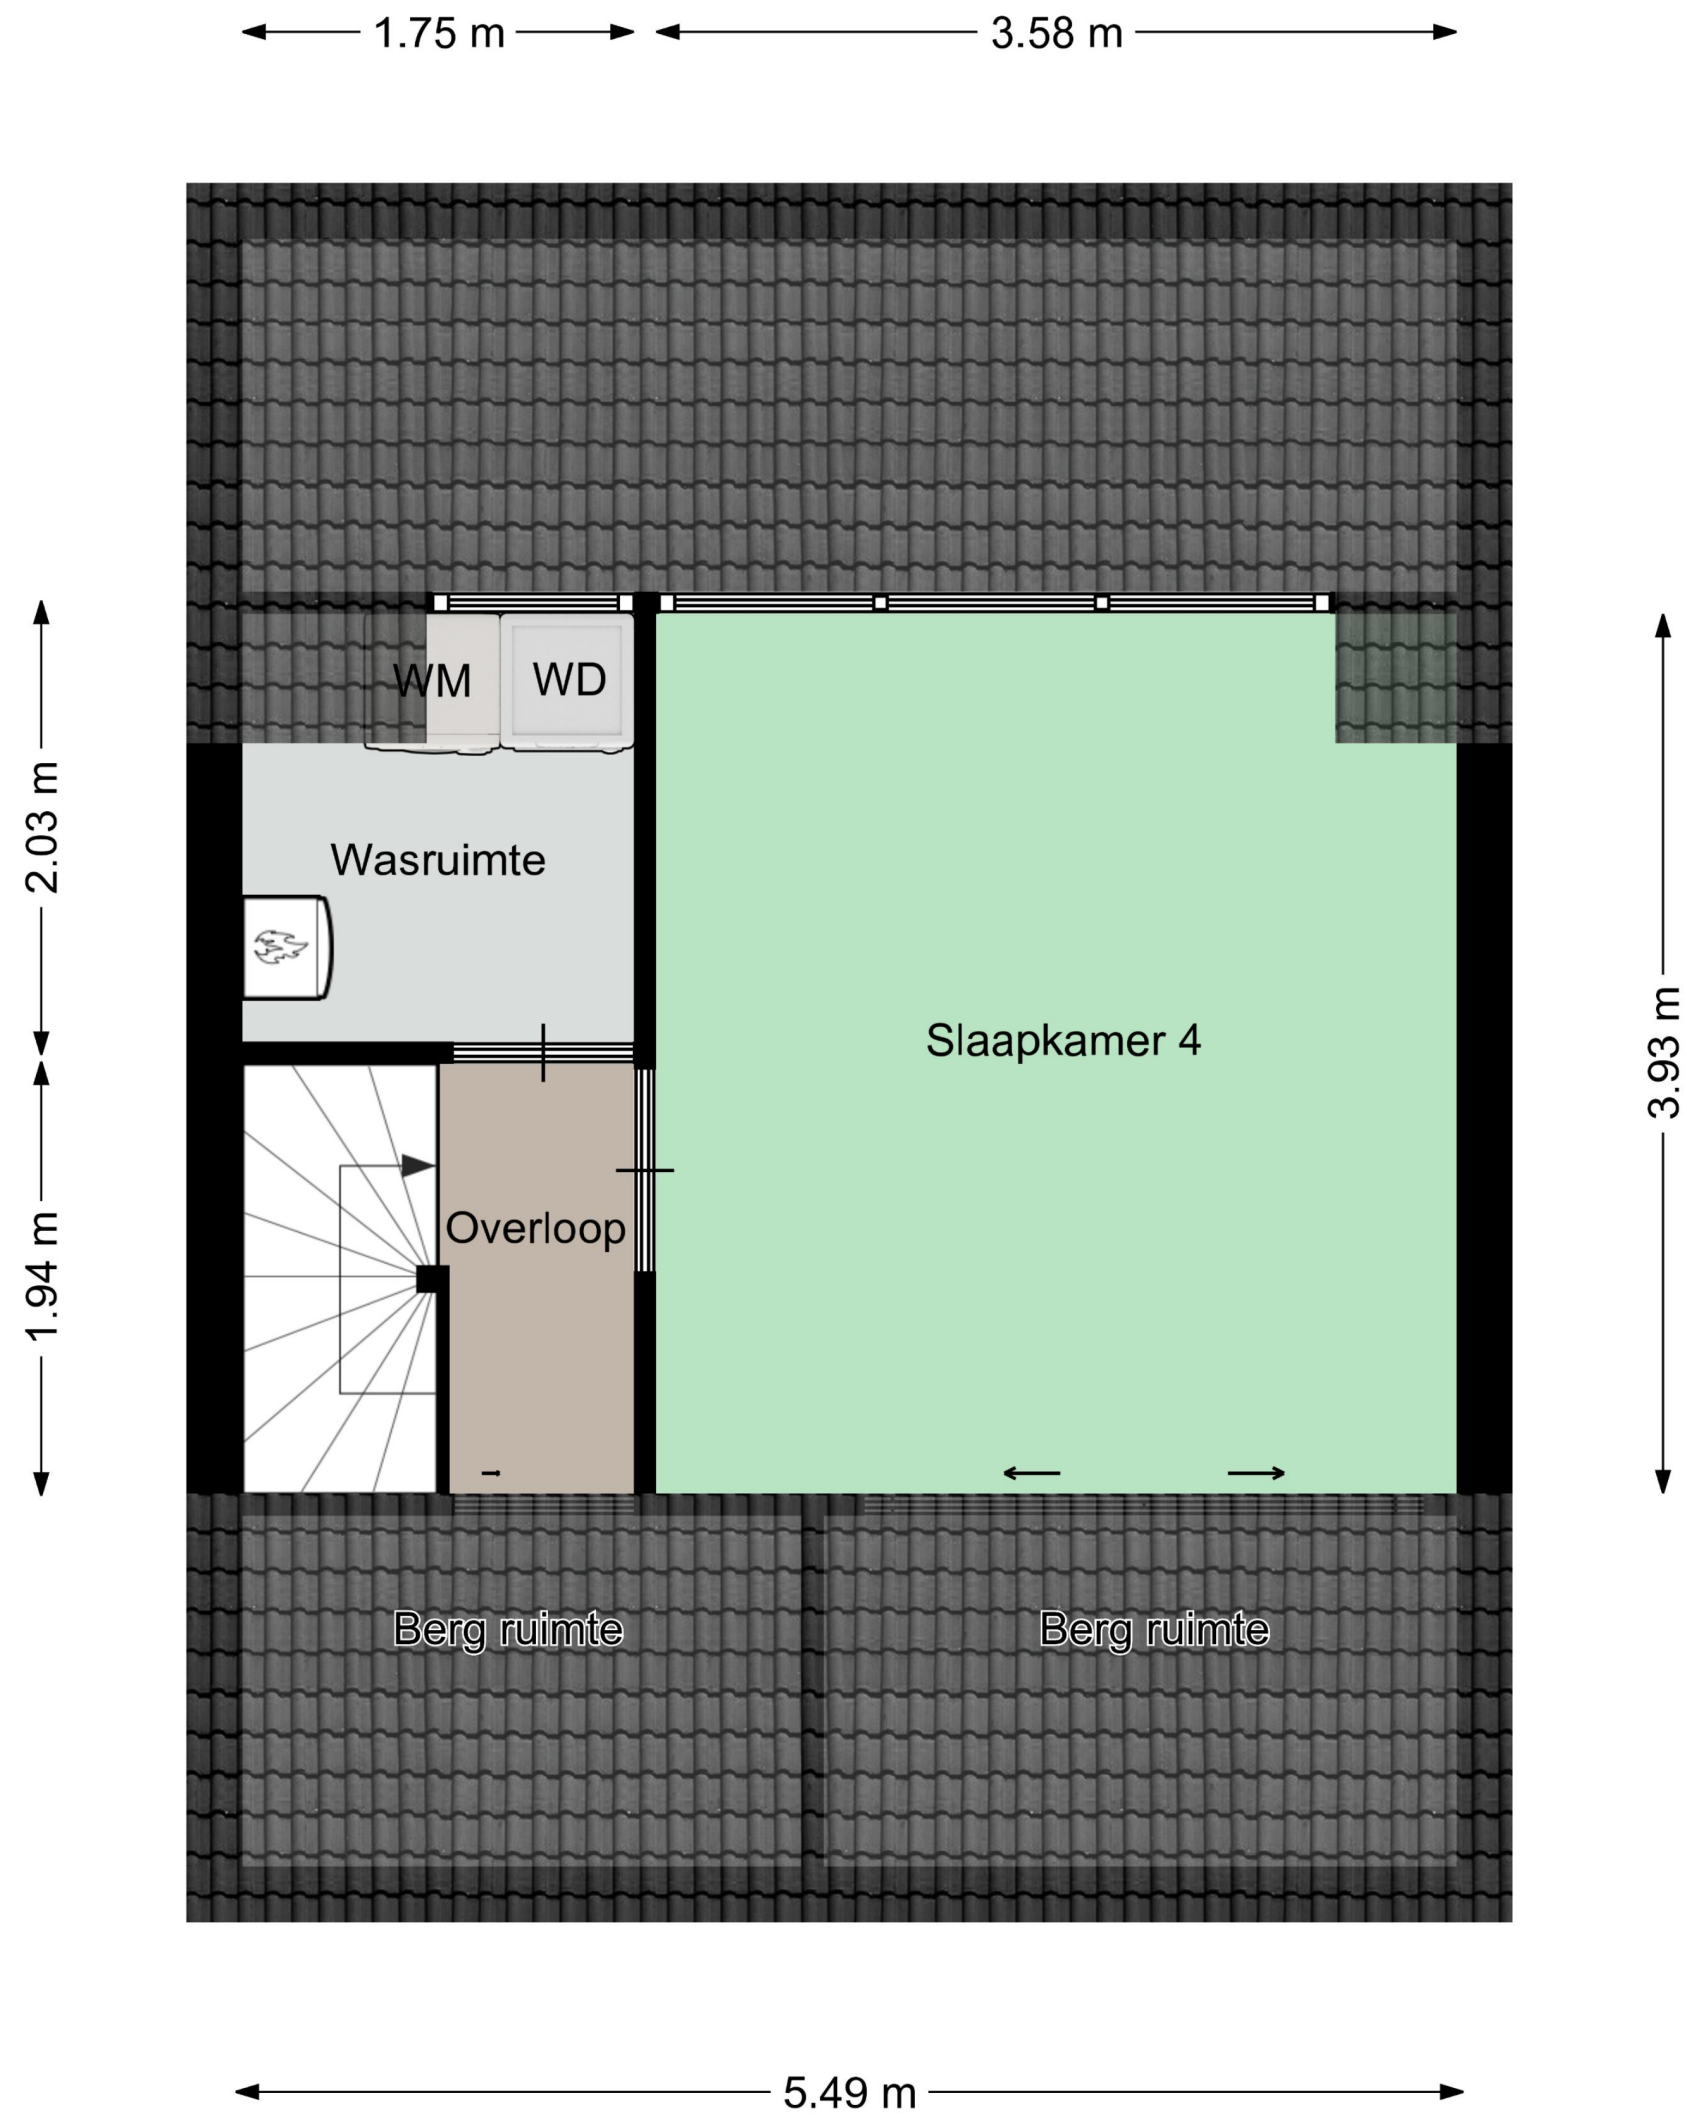 1.75 m
3.58 m
WM
WD
2.03 m
Wasruimte
Slaapkamer 4
3.93 m
Overloop
1.94 m
Berg ruimte
Berg ruimte
5.49 m